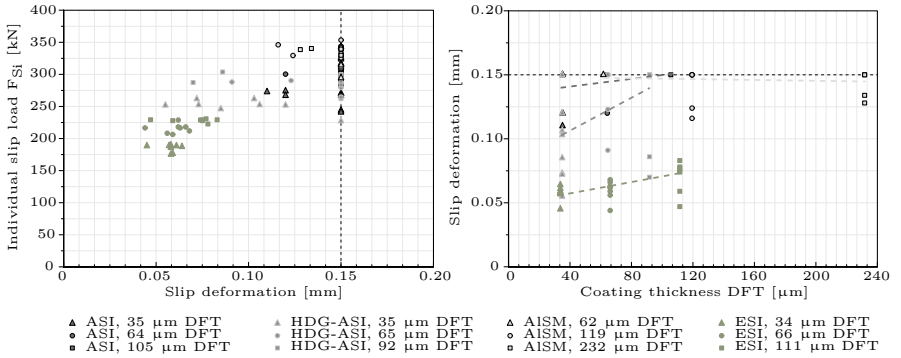 400
350
300
250
200
150
100
50
0
Individual slip load FSi [kN]
0 0.05 0.10 0.15 0.20
Slip deformation [mm]
0.20
0.15
0.10
0.05
0
Slip deformation [mm]
0 40 80 120 160 200 240
Coating thickness DFT [µm]
ASI, 35 µm DFT
ASI, 64 µm DFT
ASI, 105 µm DFT
HDG-ASI, 35 µm DFT
HDG-ASI, 65 µm DFT
HDG-ASI, 92 µm DFT
AlSM, 62 µm DFT
AlSM, 119 µm DFT
AlSM, 232 µm DFT
ESI, 34 µm DFT
ESI, 66 µm DFT
ESI, 111 µm DFT